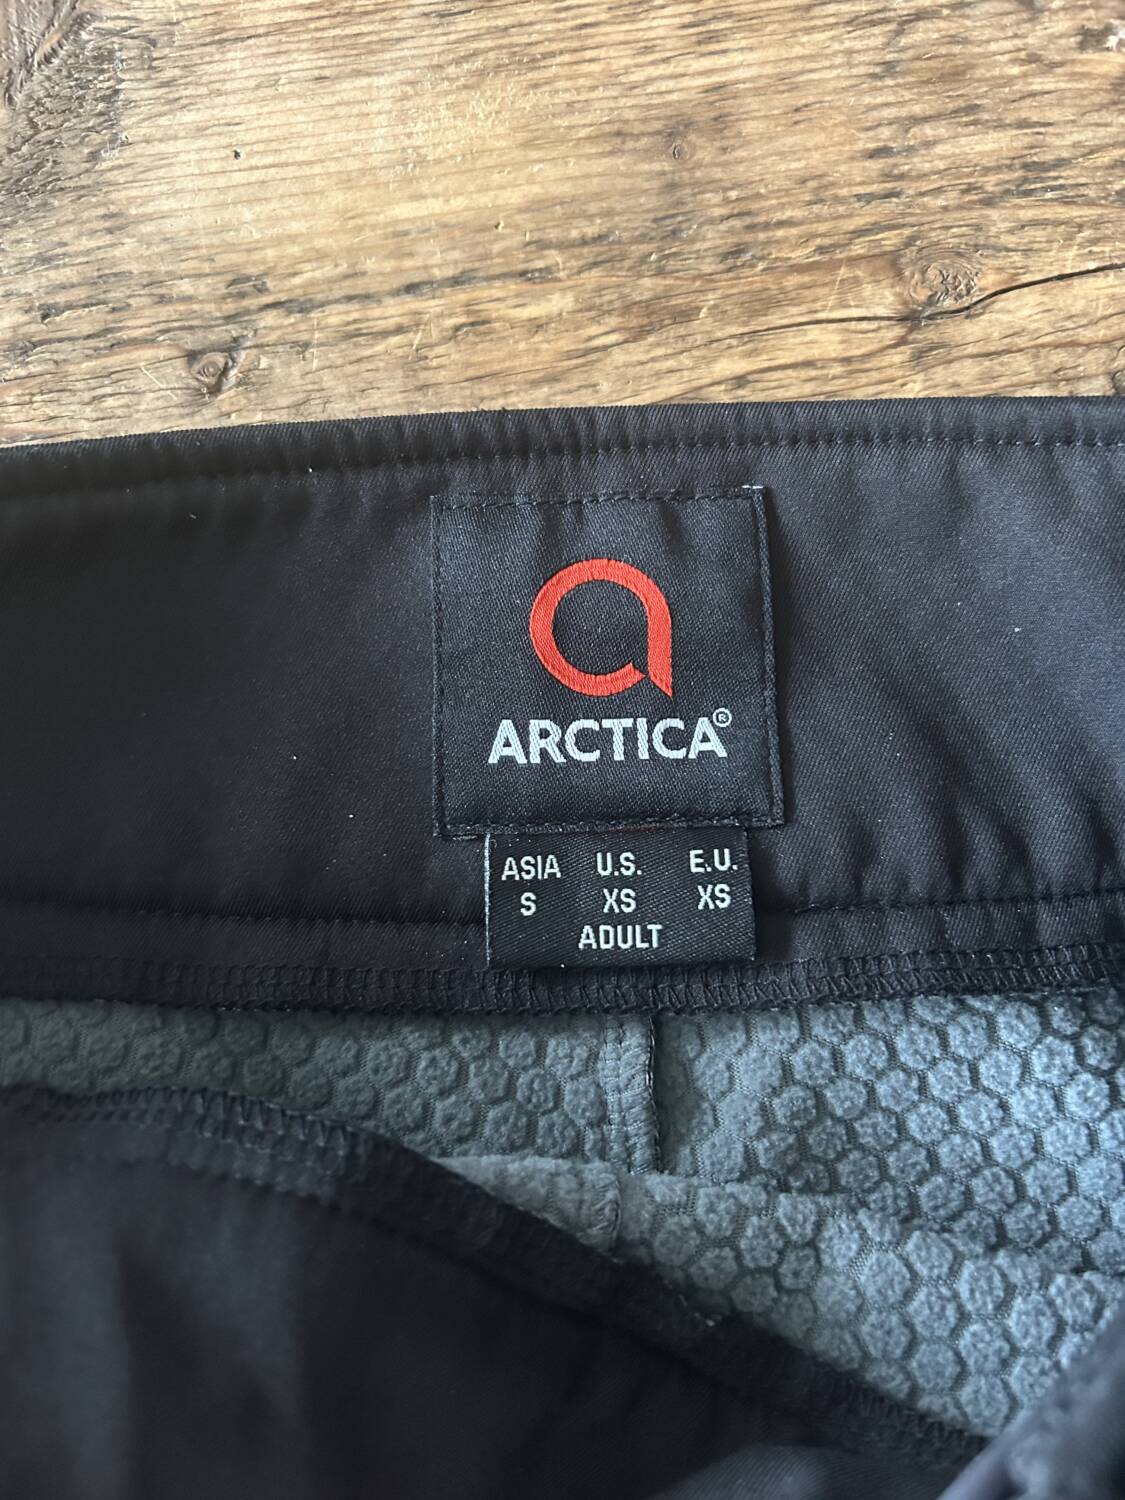 ARCTICA®
ASIA U.S. E.U.
S XS XS
ADULT